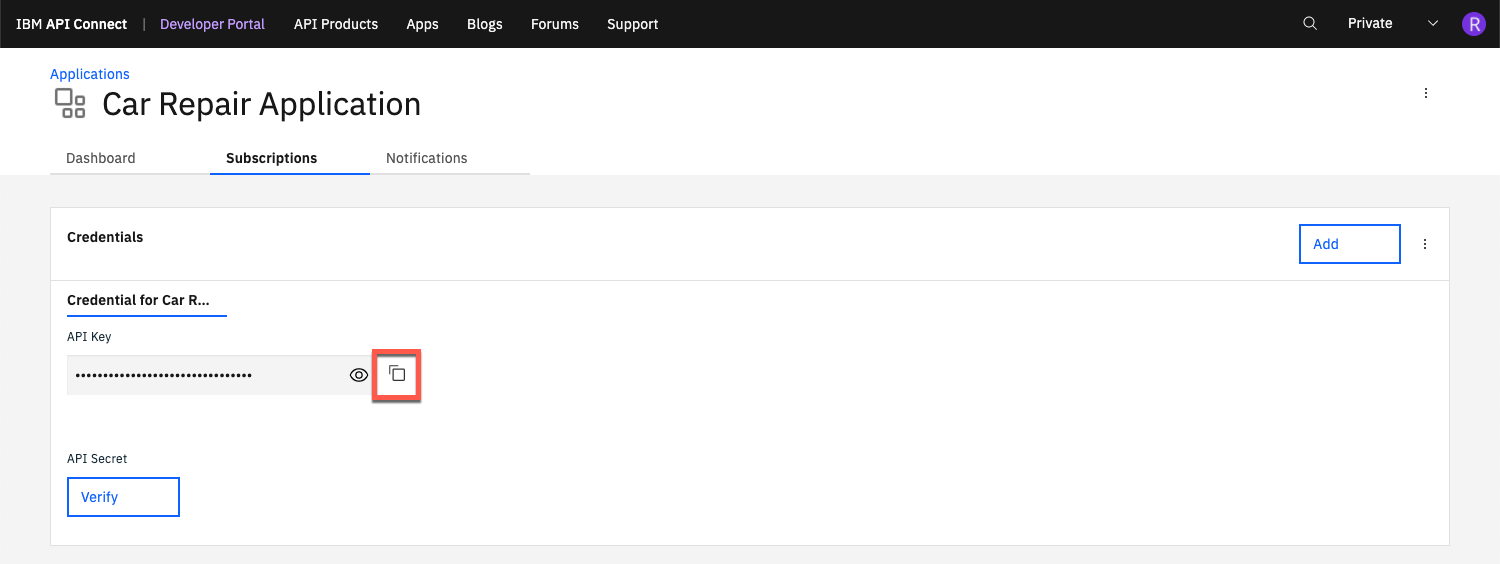 IBM API Connect | Developer Portal API Products Apps Blogs Forums Support Private R
Applications
Car Repair Application
Dashboard Subscriptions Notifications
Credentials Add
Credential for Car R...
API Key
••••••••••••••••••••••••••••••••
API Secret
Verify